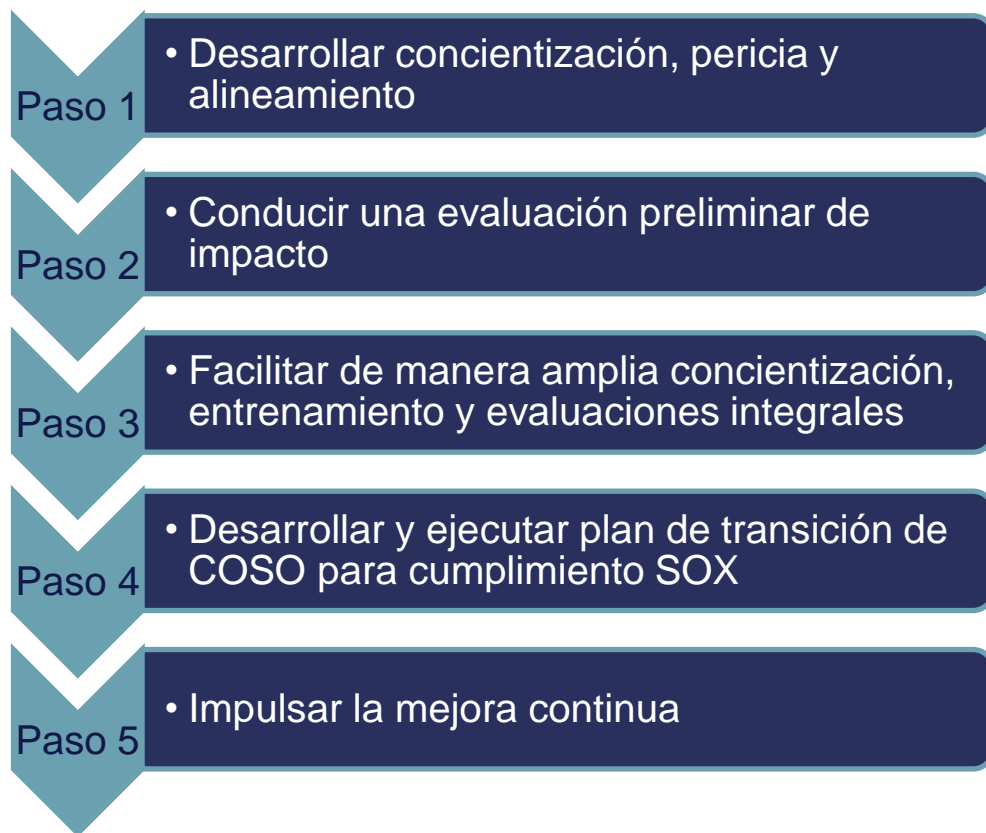 Paso 1
• Desarrollar concientización, pericia y
alineamiento
Paso 2
• Conducir una evaluación preliminar de
impacto
Paso 3
• Facilitar de manera amplia concientización,
entrenamiento y evaluaciones integrales
Paso 4
• Desarrollar y ejecutar plan de transición de
COSO para cumplimiento SOX
Paso 5
• Impulsar la mejora continua